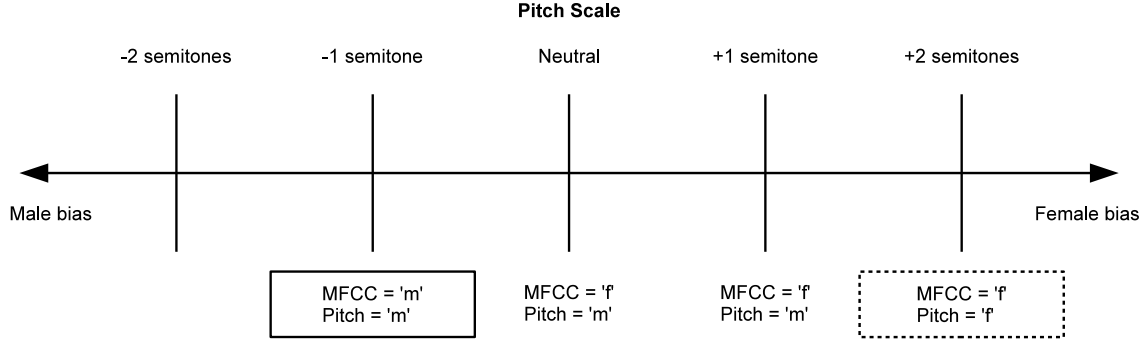 Pitch Scale
-2 semitones
-1 semitone
Neutral
+1 semitone
+2 semitones
Male bias
Female bias
MFCC = 'm'
Pitch = 'm'
MFCC = 'f'
Pitch = 'm'
MFCC = 'f'
Pitch = 'm'
MFCC = 'f'
Pitch = 'f'